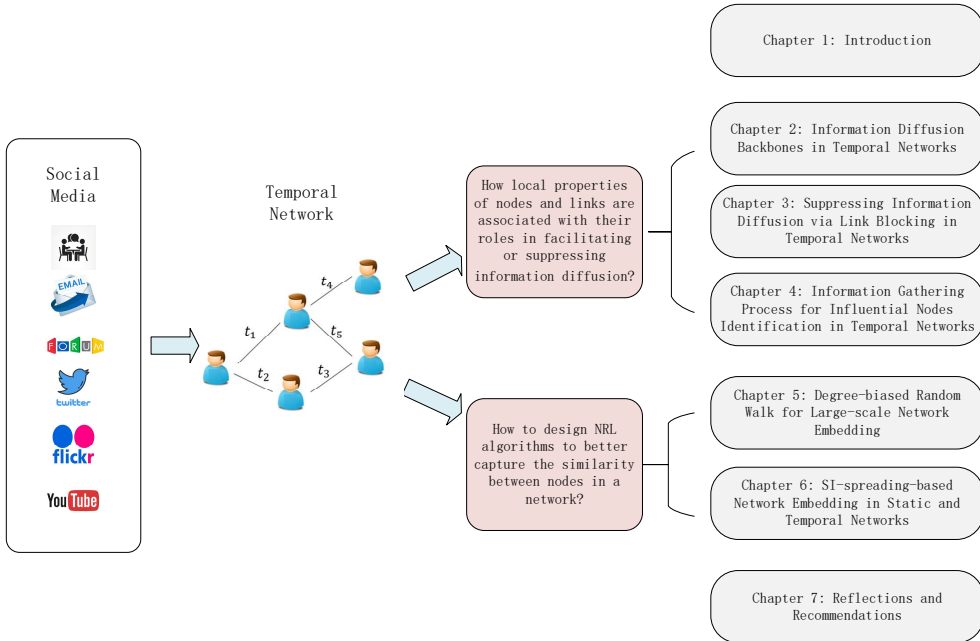 Social
Media
EMAIL
FORUM
twitter
flickr
YouTube
Temporal
Network
t1
t2
t3
t4
t5
How local properties
of nodes and links are
associated with their
roles in facilitating
or suppressing
information diffusion?
How to design NRL
algorithms to better
capture the similarity
between nodes in a
network?
Chapter 1: Introduction
Chapter 2: Information Diffusion
Backbones in Temporal Networks
Chapter 3: Suppressing Information
Diffusion via Link Blocking in
Temporal Networks
Chapter 4: Information Gathering
Process for Influential Nodes
Identification in Temporal Networks
Chapter 5: Degree-biased Random
Walk for Large-scale Network
Embedding
Chapter 6: SI-spreading-based
Network Embedding in Static and
Temporal Networks
Chapter 7: Reflections and
Recommendations